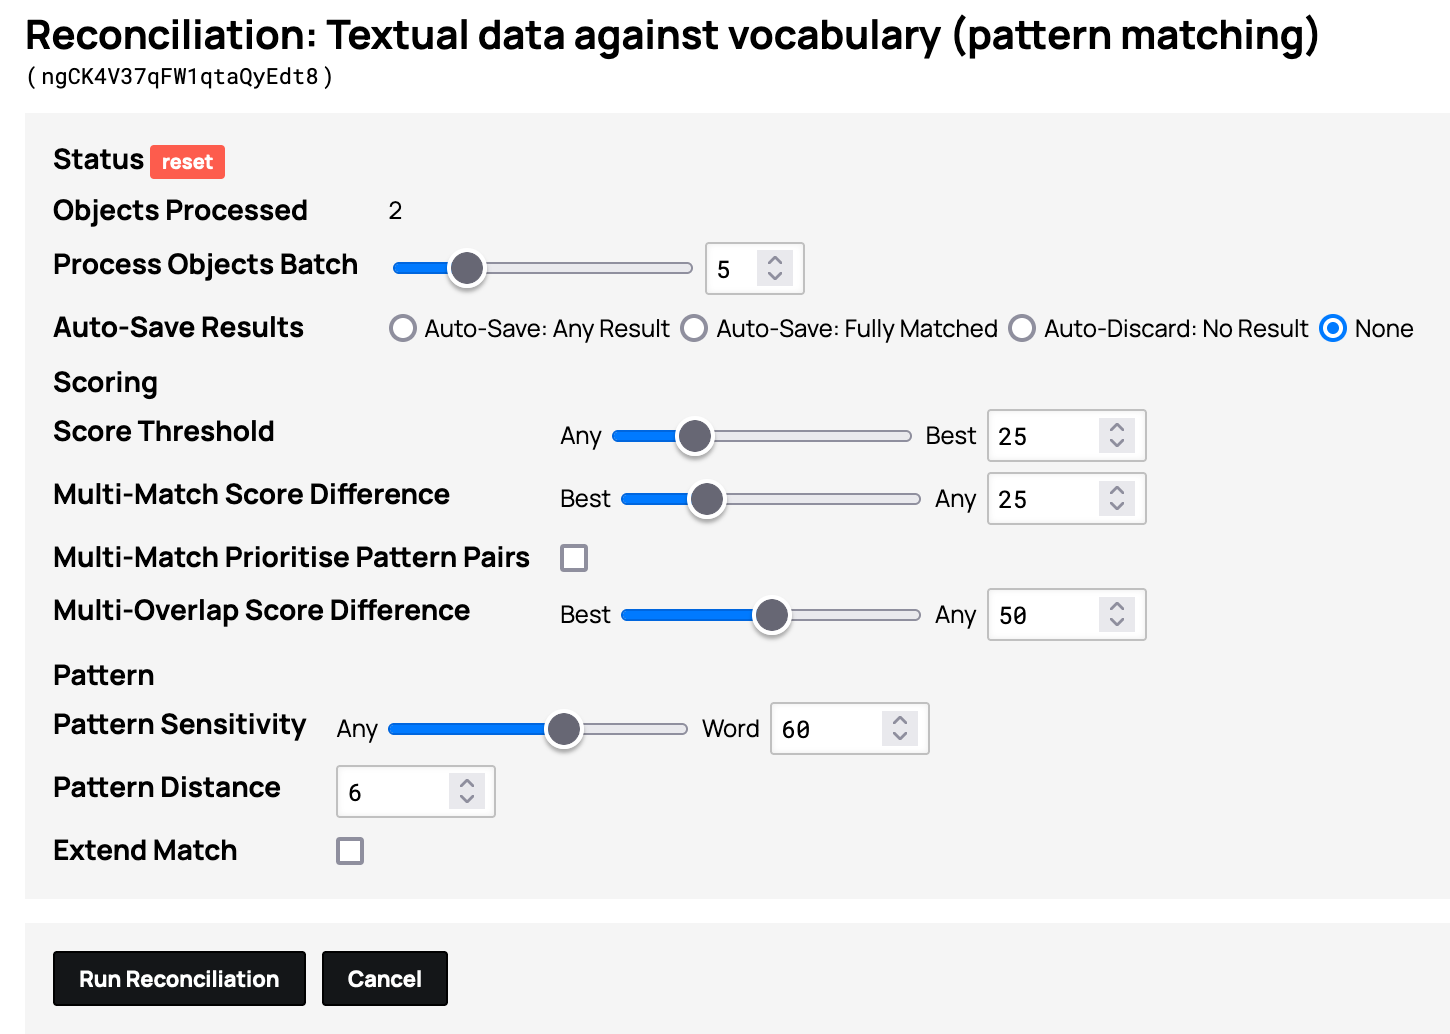 Reconciliation: Textual data against vocabulary (pattern matching)
(ngCK4V37qFW1qtaQyEdt8)
Status reset
Objects Processed 2
Process Objects Batch 5
Auto-Save Results Auto-Save: Any Result Auto-Save: Fully Matched Auto-Discard: No Result None
Scoring
Score Threshold Any Best 25
Multi-Match Score Difference Best Any 25
Multi-Match Prioritise Pattern Pairs
Multi-Overlap Score Difference Best Any 50
Pattern
Pattern Sensitivity Any Word 60
Pattern Distance 6
Extend Match
Run Reconciliation Cancel